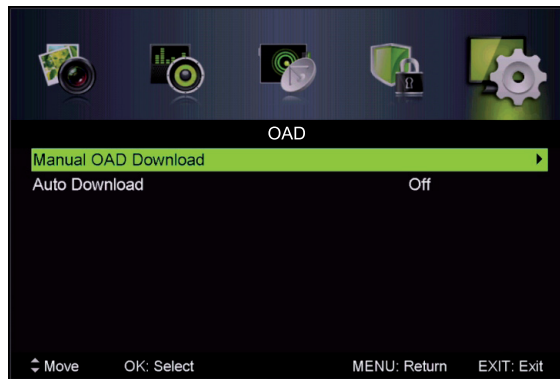 OAD
Manual OAD Download
Auto Download Off
Move OK: Select MENU: Return EXIT: Exit